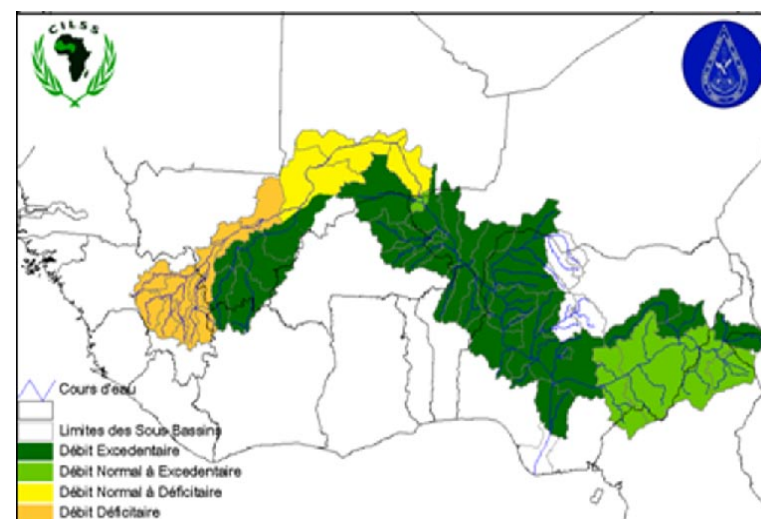 CILSS
Cours d'eau
Limites des Sous Bassins
Débit Excedentaire
Débit Normal à Excedentaire
Débit Normal à Déficitaire
Débit Déficitaire